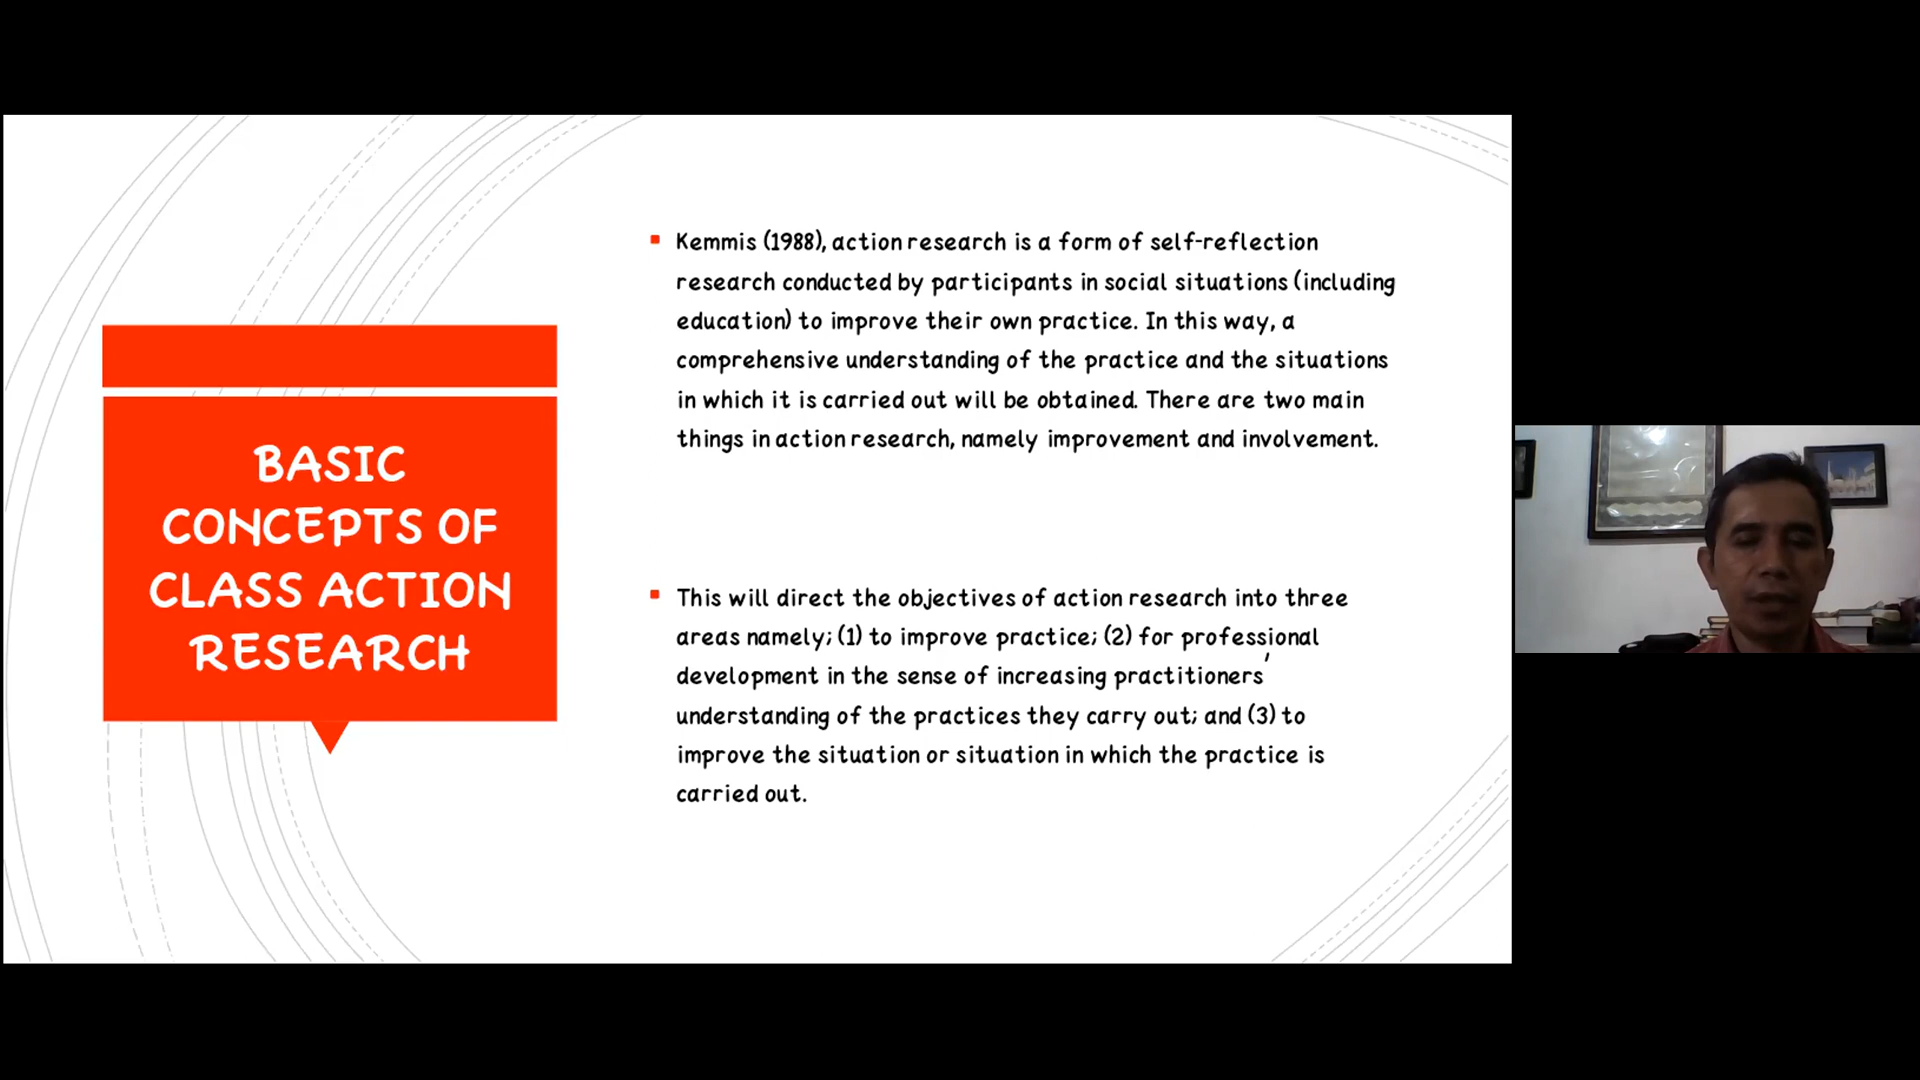 BASIC
CONCEPTS OF
CLASS ACTION
RESEARCH
Kemmis (1988), action research is a form of self-reflection
research conducted by participants in social situations (including
education) to improve their own practice. In this way, a
comprehensive understanding of the practice and the situations
in which it is carried out will be obtained. There are two main
things in action research, namely improvement and involvement.
This will direct the objectives of action research into three
areas namely; (1) to improve practice; (2) for professional
development in the sense of increasing practitioners'
understanding of the practices they carry out; and (3) to
improve the situation or situation in which the practice is
carried out.